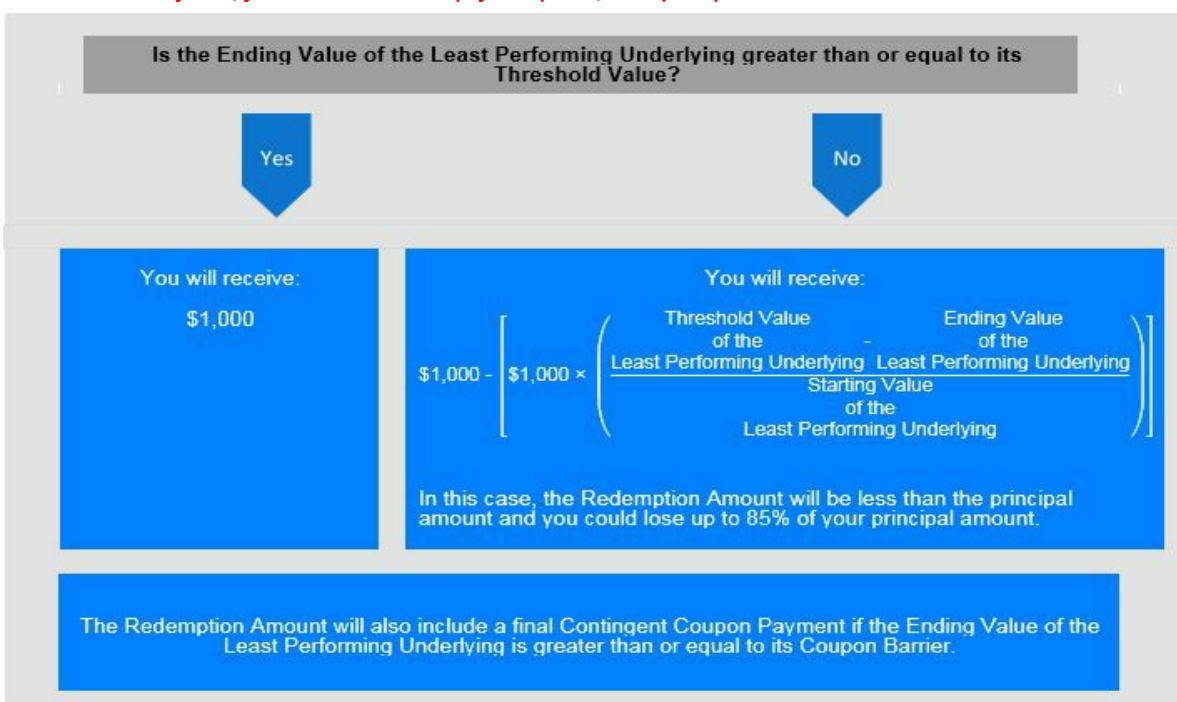 Is the Ending Value of the Least Performing Underlying greater than or equal to its
Threshold Value?
Yes
No
You will receive:
$1,000
You will receive:
$1,000 - [ $1,000 × (
Threshold Value Ending Value
of the - of the
Least Performing Underlying Least Performing Underlying
Starting Value
of the
Least Performing Underlying
) ]
In this case, the Redemption Amount will be less than the principal
amount and you could lose up to 85% of your principal amount.
The Redemption Amount will also include a final Contingent Coupon Payment if the Ending Value of the
Least Performing Underlying is greater than or equal to its Coupon Barrier.